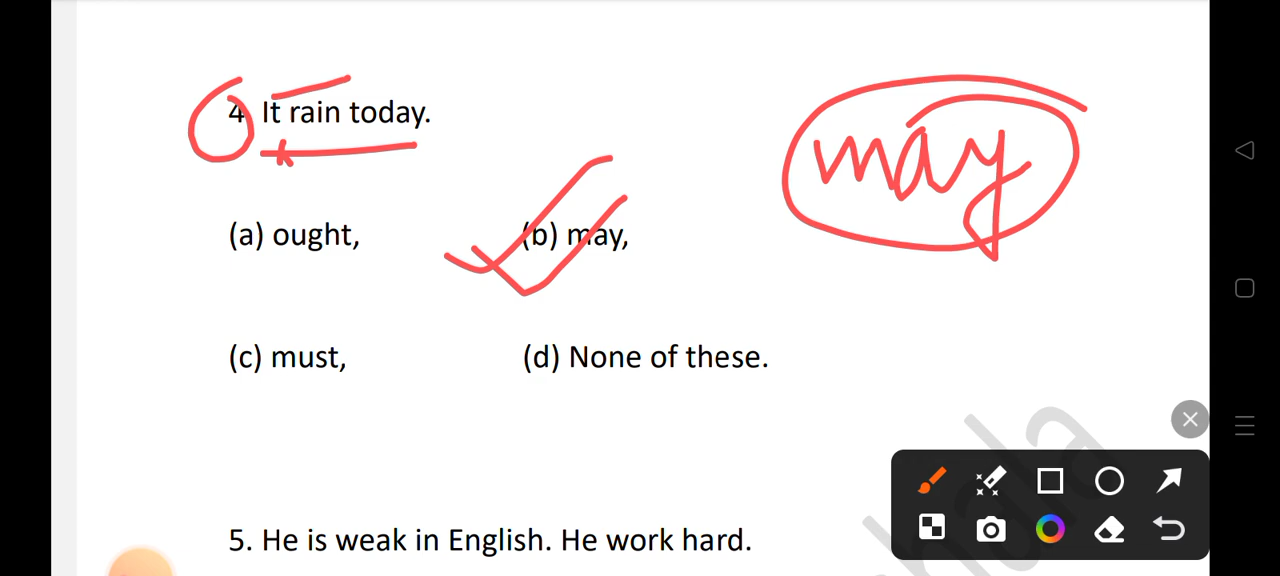 4. It rain today.
may
(a) ought,
(b) may,
(c) must,
(d) None of these.
5. He is weak in English. He work hard.